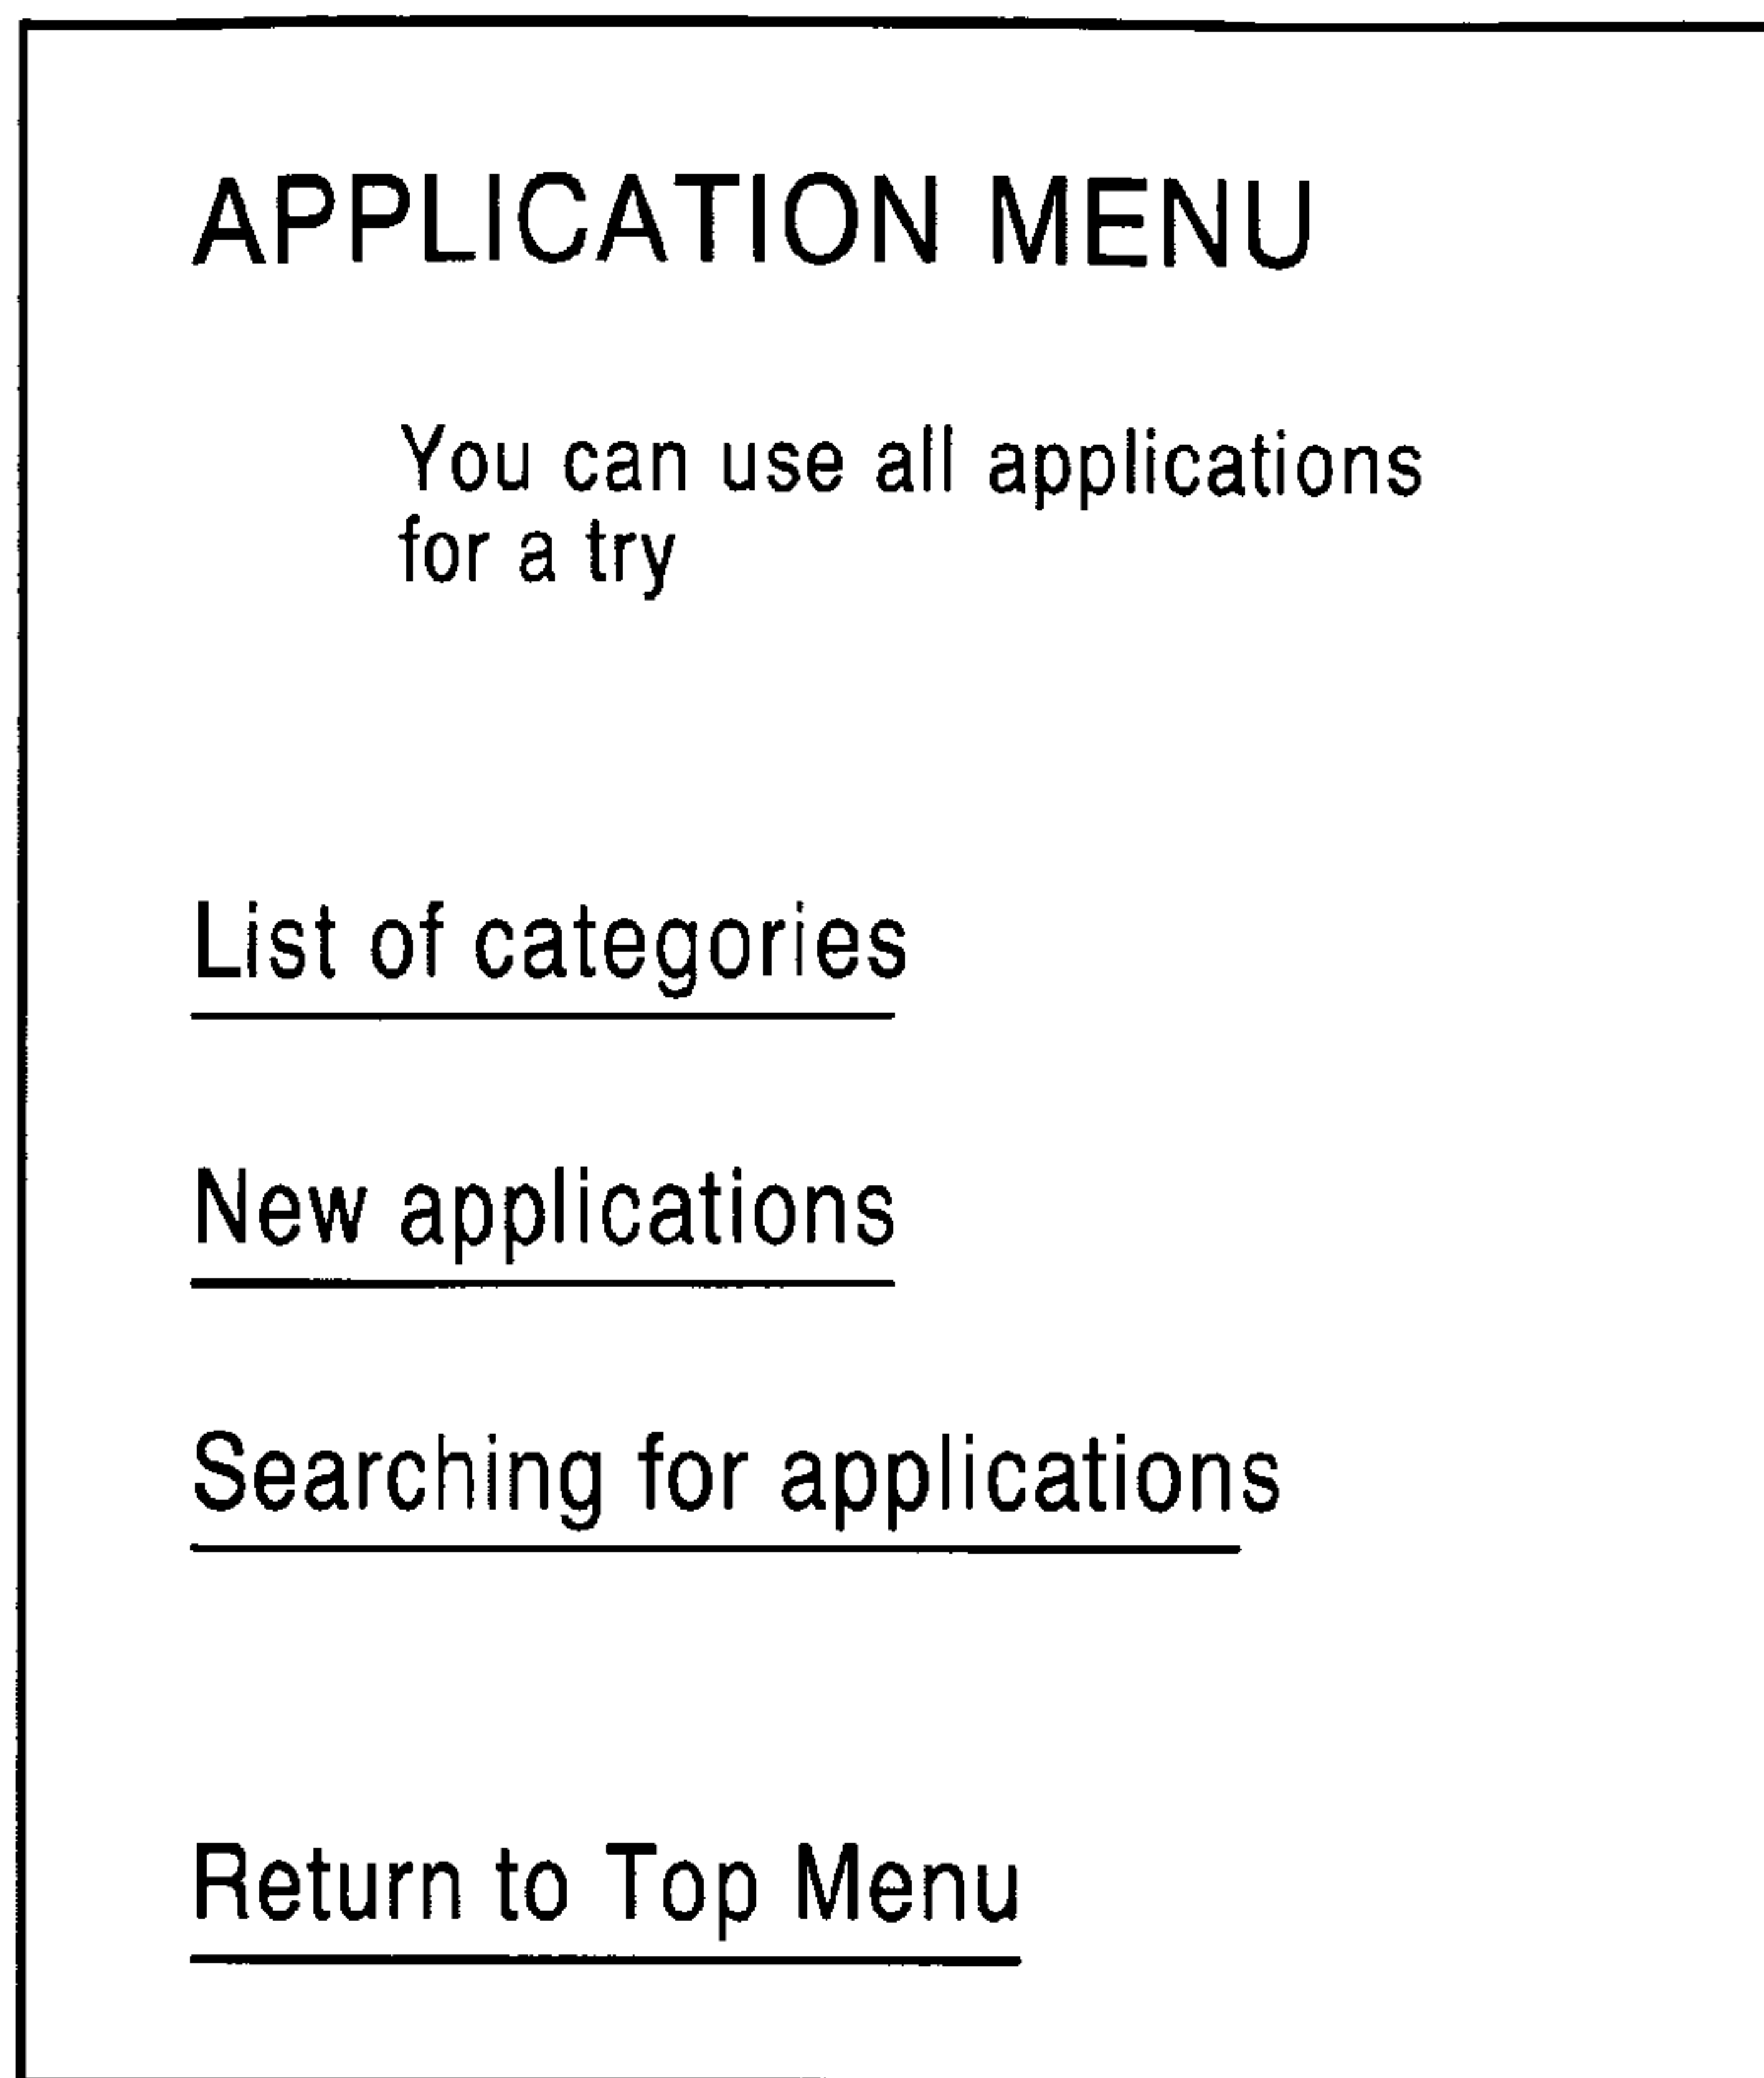 APPLICATION MENU
You can use all applications
for a try
List of categories
New applications
Searching for applications
Return to Top Menu